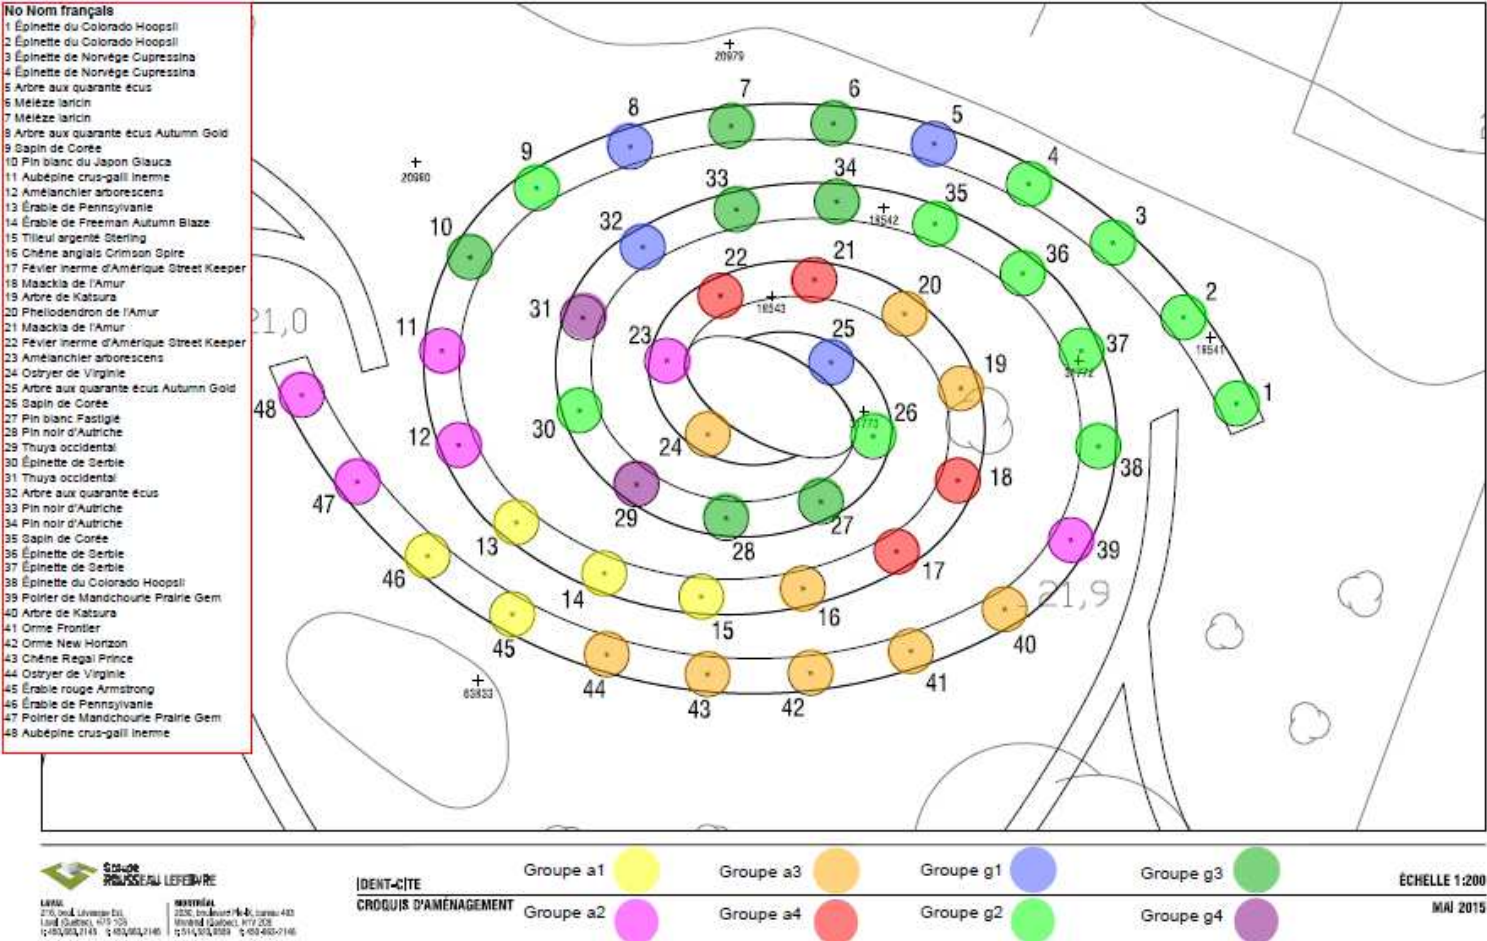 No Nom français
1 Épinette du Colorado Hoopsii
2 Épinette du Colorado Hoopsii
3 Épinette de Norvège Cupressina
4 Épinette de Norvège Cupressina
5 Arbre aux quarante écus
6 Mélèze laricin
7 Mélèze laricin
8 Arbre aux quarante écus Autumn Gold
9 Sapin de Corée
10 Pin blanc du Japon Glauca
11 Aubépine crus-galli inerme
12 Amélanchier arborescens
13 Érable de Pennsylvanie
14 Érable de Freeman Autumn Blaze
15 Tilleul argenté Sterling
16 Chêne anglais Crimson Spire
17 Févier inerme d'Amérique Street Keeper
18 Maackia de l'Amur
19 Arbre de Katsura
20 Phellodendron de l'Amur
21 Maackia de l'Amur
22 Févier inerme d'Amérique Street Keeper
23 Amélanchier arborescens
24 Ostryer de Virginie
25 Arbre aux quarante écus Autumn Gold
26 Sapin de Corée
27 Pin blanc Fastigié
28 Pin noir d'Autriche
29 Thuya occidental
30 Épinette de Serbie
31 Thuya occidental
32 Arbre aux quarante écus
33 Pin noir d'Autriche
34 Pin noir d'Autriche
35 Sapin de Corée
36 Épinette de Serbie
37 Épinette de Serbie
38 Épinette du Colorado Hoopsii
39 Poirier de Mandchourie Prairie Gem
40 Arbre de Katsura
41 Orme Frontier
42 Orme New Horizon
43 Chêne Regal Prince
44 Ostryer de Virginie
45 Érable rouge Armstrong
46 Érable de Pennsylvanie
47 Poirier de Mandchourie Prairie Gem
48 Aubépine crus-galli inerme
20979
7
6
8
5
9
4
20980
33
34
35
3
32
18542
10
22
21
36
20
2
18543
31
11
21,0
23
25
37
18541
19
1
48
26
30
12
24
38
18
47
29
27
13
28
39
46
17
14
15
16
21,9
45
40
44
41
43
42
63833
Groupe
ROUSSEAU LEFEBVRE
LAVAL
MONTRÉAL
IDENT-CITE
CROQUIS D'AMÉNAGEMENT
Groupe a1
Groupe a3
Groupe g1
Groupe g3
Groupe a2
Groupe a4
Groupe g2
Groupe g4
ÉCHELLE 1:200
MAI 2015